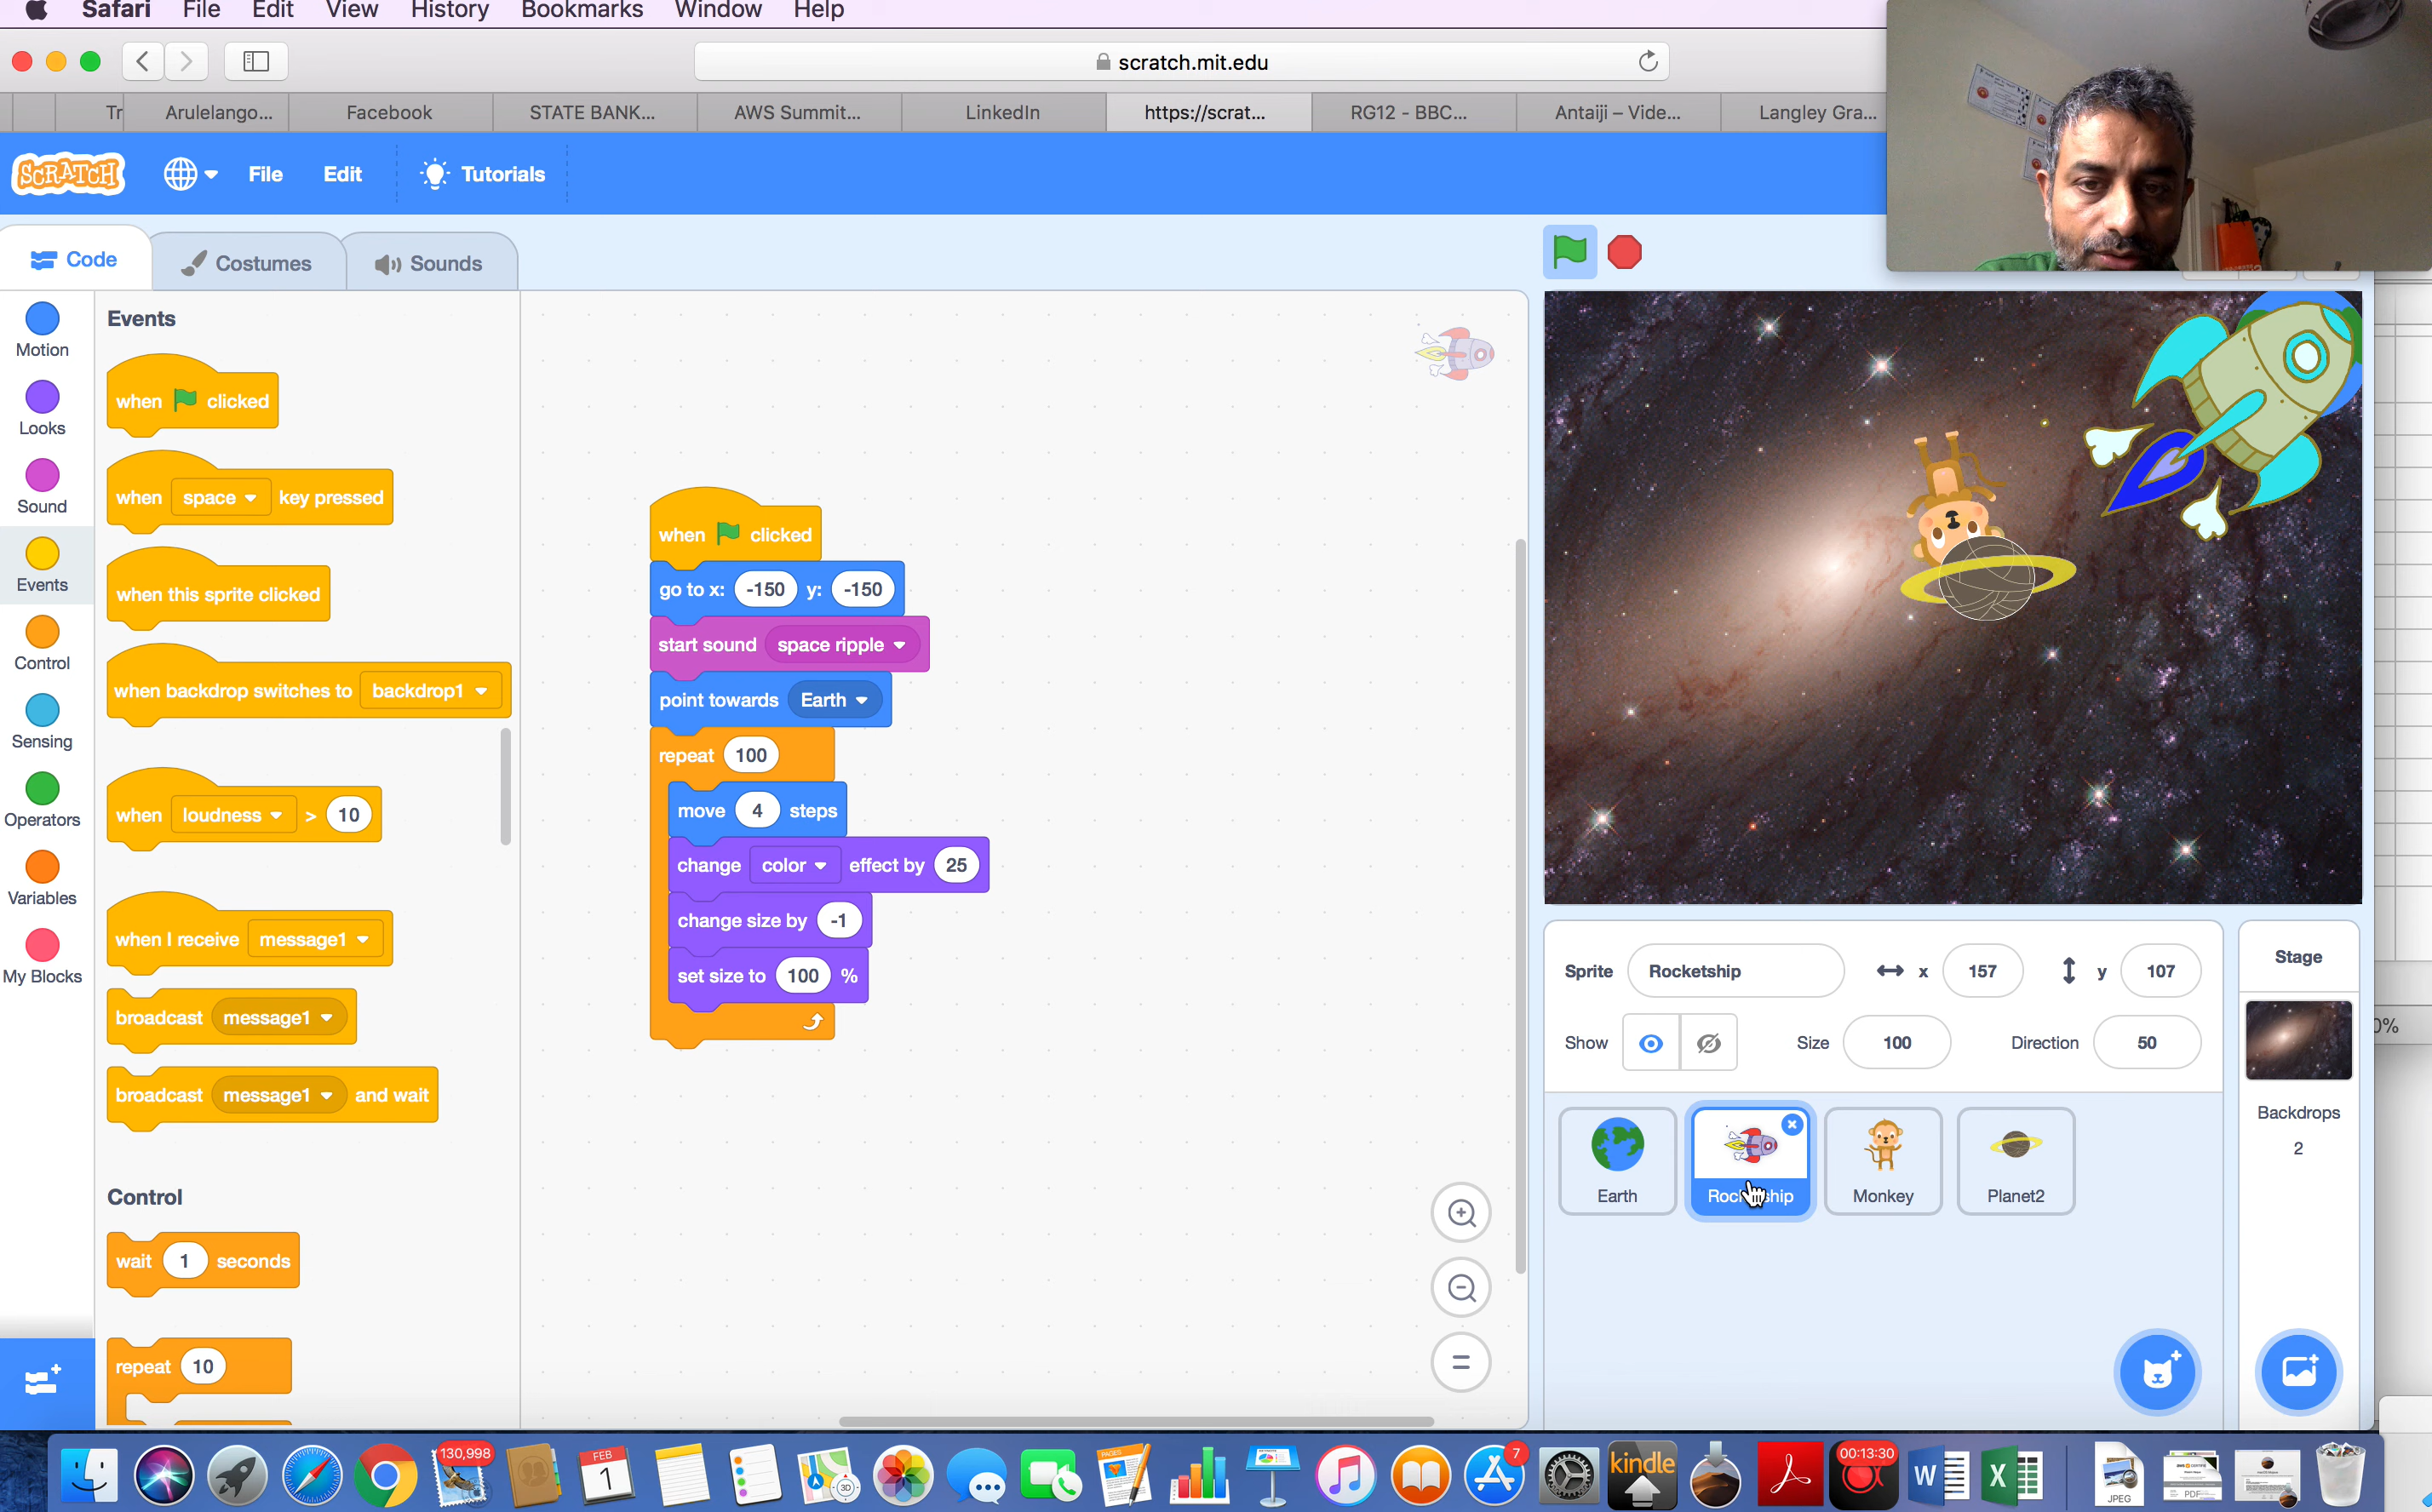 Safari File Edit View History Bookmarks Window Help
scratch.mit.edu
Tr Arulelango... Facebook STATE BANK... AWS Summit... LinkedIn https://scrat... RG12 - BBC... Antaiji – Vide... Langley Gra...
SCRATCH File Edit Tutorials
Code Costumes Sounds
Motion
Looks
Sound
Events
Control
Sensing
Operators
Variables
My Blocks
Events
when clicked
when space key pressed
when this sprite clicked
when backdrop switches to backdrop1
when loudness > 10
when I receive message1
broadcast message1
broadcast message1 and wait
Control
wait 1 seconds
repeat 10
when clicked
go to x: -150 y: -150
start sound space ripple
point towards Earth
repeat 100
move 4 steps
change color effect by 25
change size by -1
set size to 100 %
Sprite Rocketship x 157 y 107
Show Size 100 Direction 50
Earth Rocketship Monkey Planet2
Stage
Backdrops
2
0%
130,998
FEB
1
3D
PAGES
7
kindle
00:13:30
W
X
JPEG
PDF